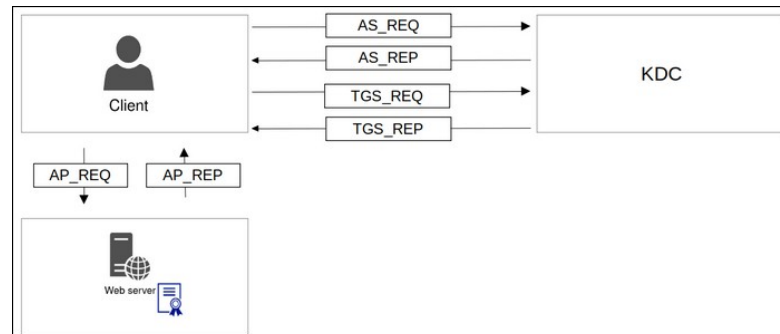 AS_REQ
AS_REP
KDC
Client
TGS_REQ
TGS_REP
AP_REQ
AP_REP
Web server